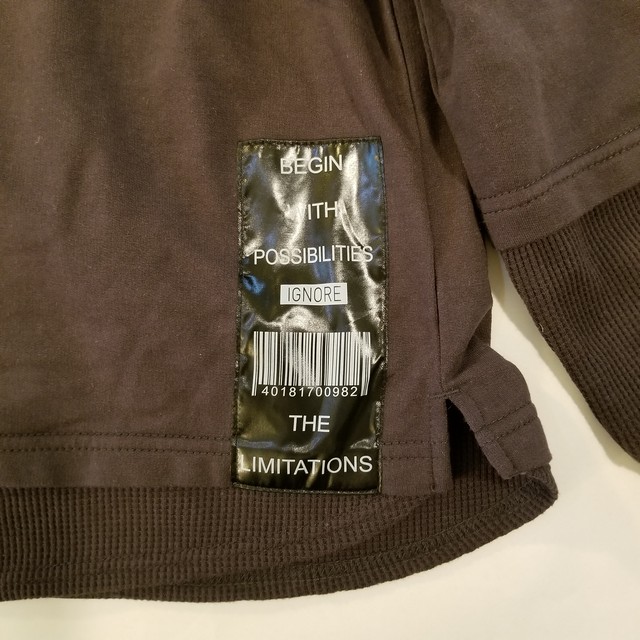 BEGIN
WITH
POSSIBILITIES
IGNORE
40181700982
THE
LIMITATIONS